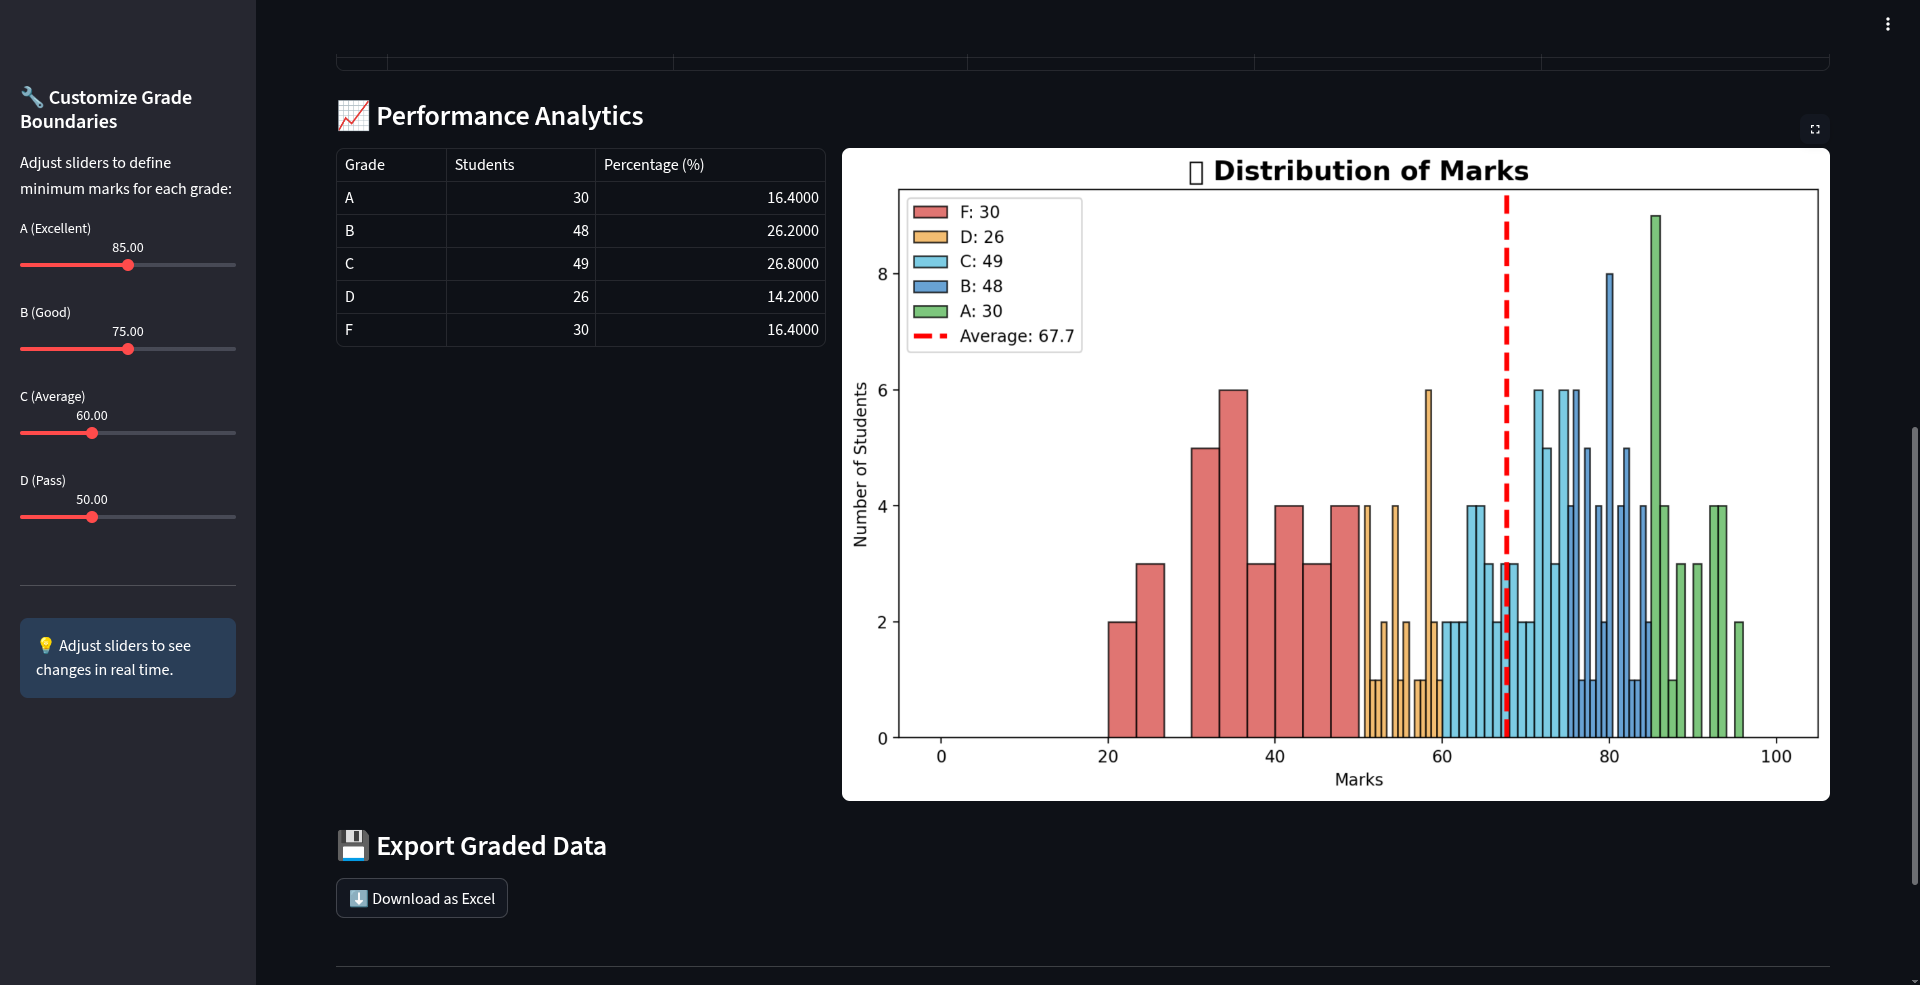 🔧 Customize Grade
Boundaries
Adjust sliders to define
minimum marks for each grade:
A (Excellent)
85.00
B (Good)
75.00
C (Average)
60.00
D (Pass)
50.00
💡 Adjust sliders to see
changes in real time.
📈 Performance Analytics
Grade Students Percentage (%)
A 30 16.4000
B 48 26.2000
C 49 26.8000
D 26 14.2000
F 30 16.4000
Distribution of Marks
F: 30
D: 26
C: 49
B: 48
A: 30
Average: 67.7
Number of Students
8
6
4
2
0
0 20 40 60 80 100
Marks
💾 Export Graded Data
⬇️ Download as Excel